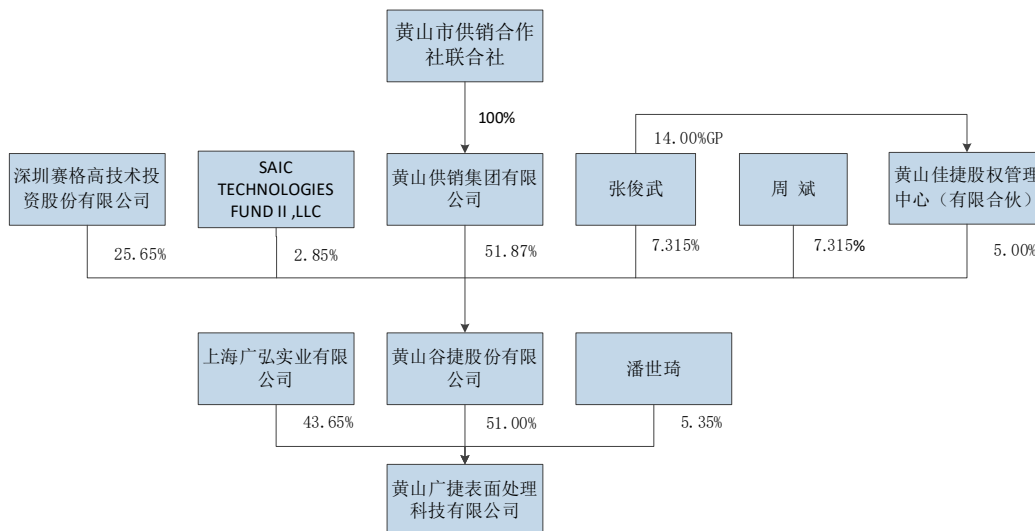 黄山市供销合作
社联合社
100%
14.00%GP
深圳赛格高技术投
资股份有限公司
SAIC
TECHNOLOGIES
FUND II ,LLC
黄山供销集团有限
公司
张俊武
周 斌
黄山佳捷股权管理
中心（有限合伙）
25.65%
2.85%
51.87%
7.315%
7.315%
5.00%
上海广弘实业有限
公司
黄山谷捷股份有限
公司
潘世琦
43.65%
51.00%
5.35%
黄山广捷表面处理
科技有限公司